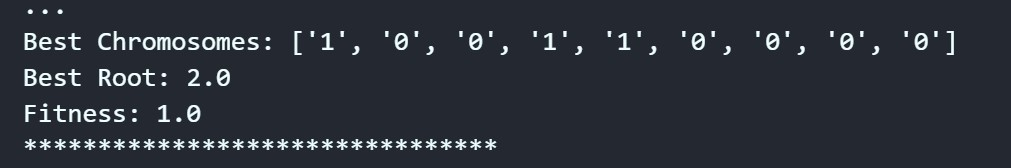 ...
Best Chromosomes: ['1', '0', '0', '1', '1', '0', '0', '0', '0']
Best Root: 2.0
Fitness: 1.0
********************************